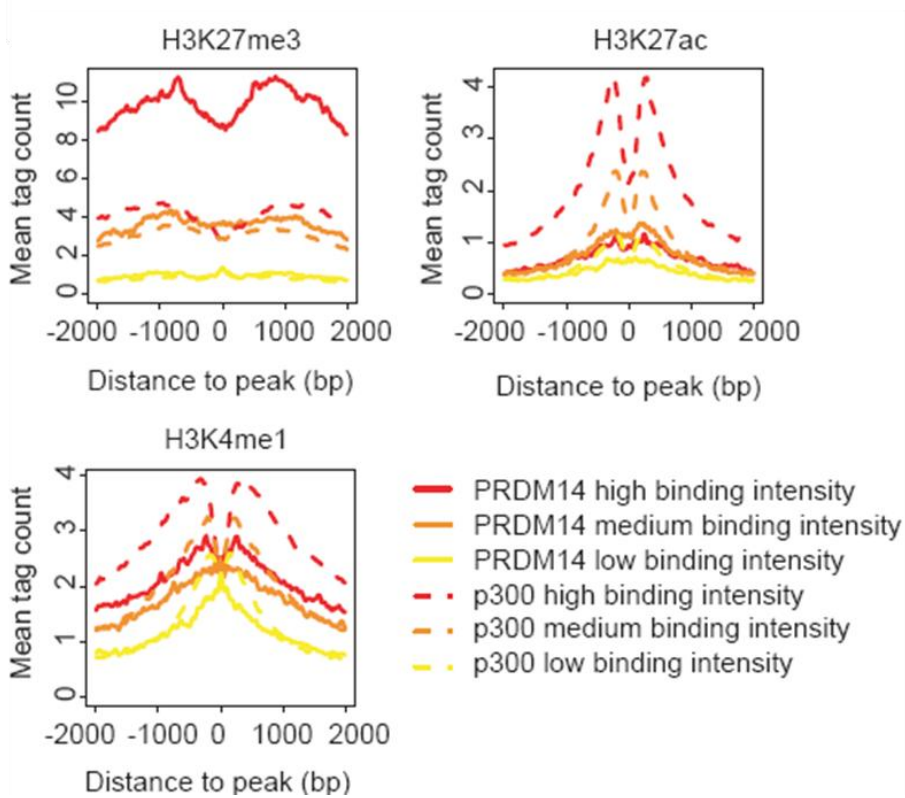 H3K27me3
Mean tag count
10
8
6
4
2
0
-2000 -1000 0 1000 2000
Distance to peak (bp)
H3K27ac
Mean tag count
4
3
2
1
0
-2000 -1000 0 1000 2000
Distance to peak (bp)
H3K4me1
Mean tag count
4
3
2
1
0
-2000 -1000 0 1000 2000
Distance to peak (bp)
PRDM14 high binding intensity
PRDM14 medium binding intensity
PRDM14 low binding intensity
p300 high binding intensity
p300 medium binding intensity
p300 low binding intensity